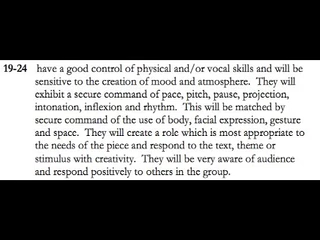 19-24 have a good control of physical and/or vocal skills and will be
sensitive to the creation of mood and atmosphere. They will
exhibit a secure command of pace, pitch, pause, projection,
intonation, inflexion and rhythm. This will be matched by
secure command of the use of body, facial expression, gesture
and space. They will create a role which is most appropriate to
the needs of the piece and respond to the text, theme or
stimulus with creativity. They will be very aware of audience
and respond positively to others in the group.